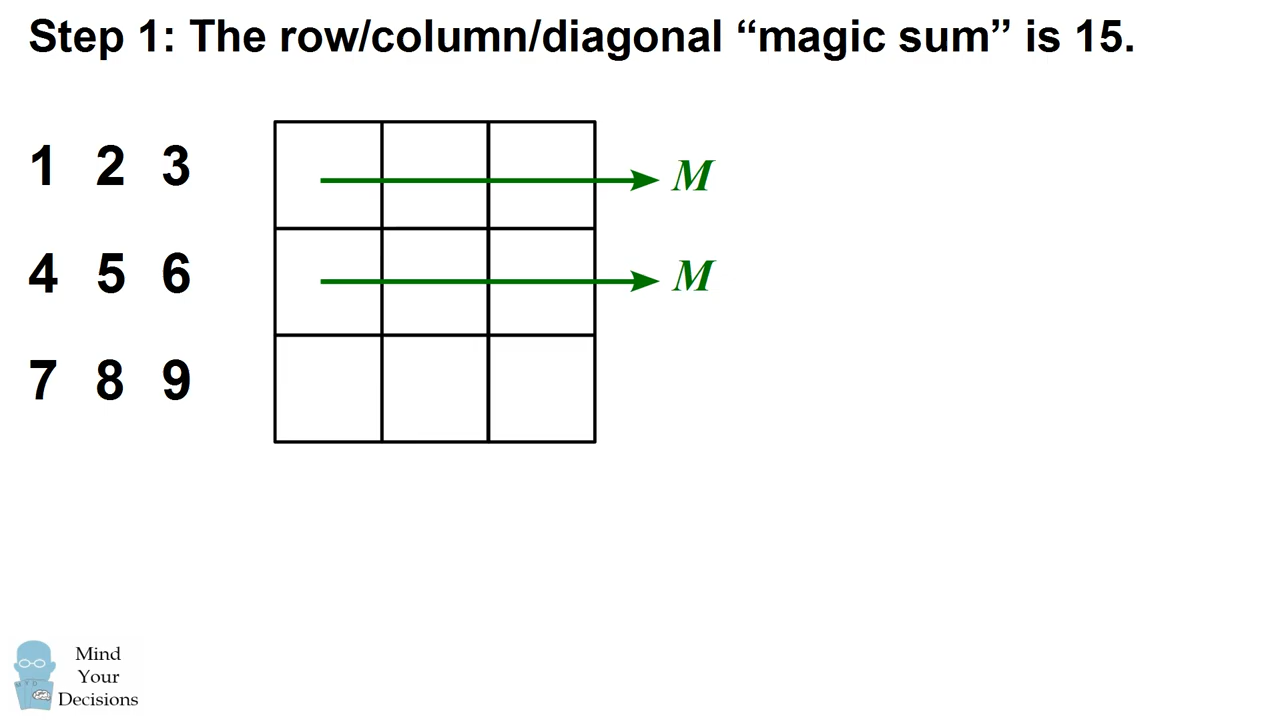 Step 1: The row/column/diagonal “magic sum” is 15.
1 2 3
M
4 5 6
M
7 8 9
Mind
Your
Decisions